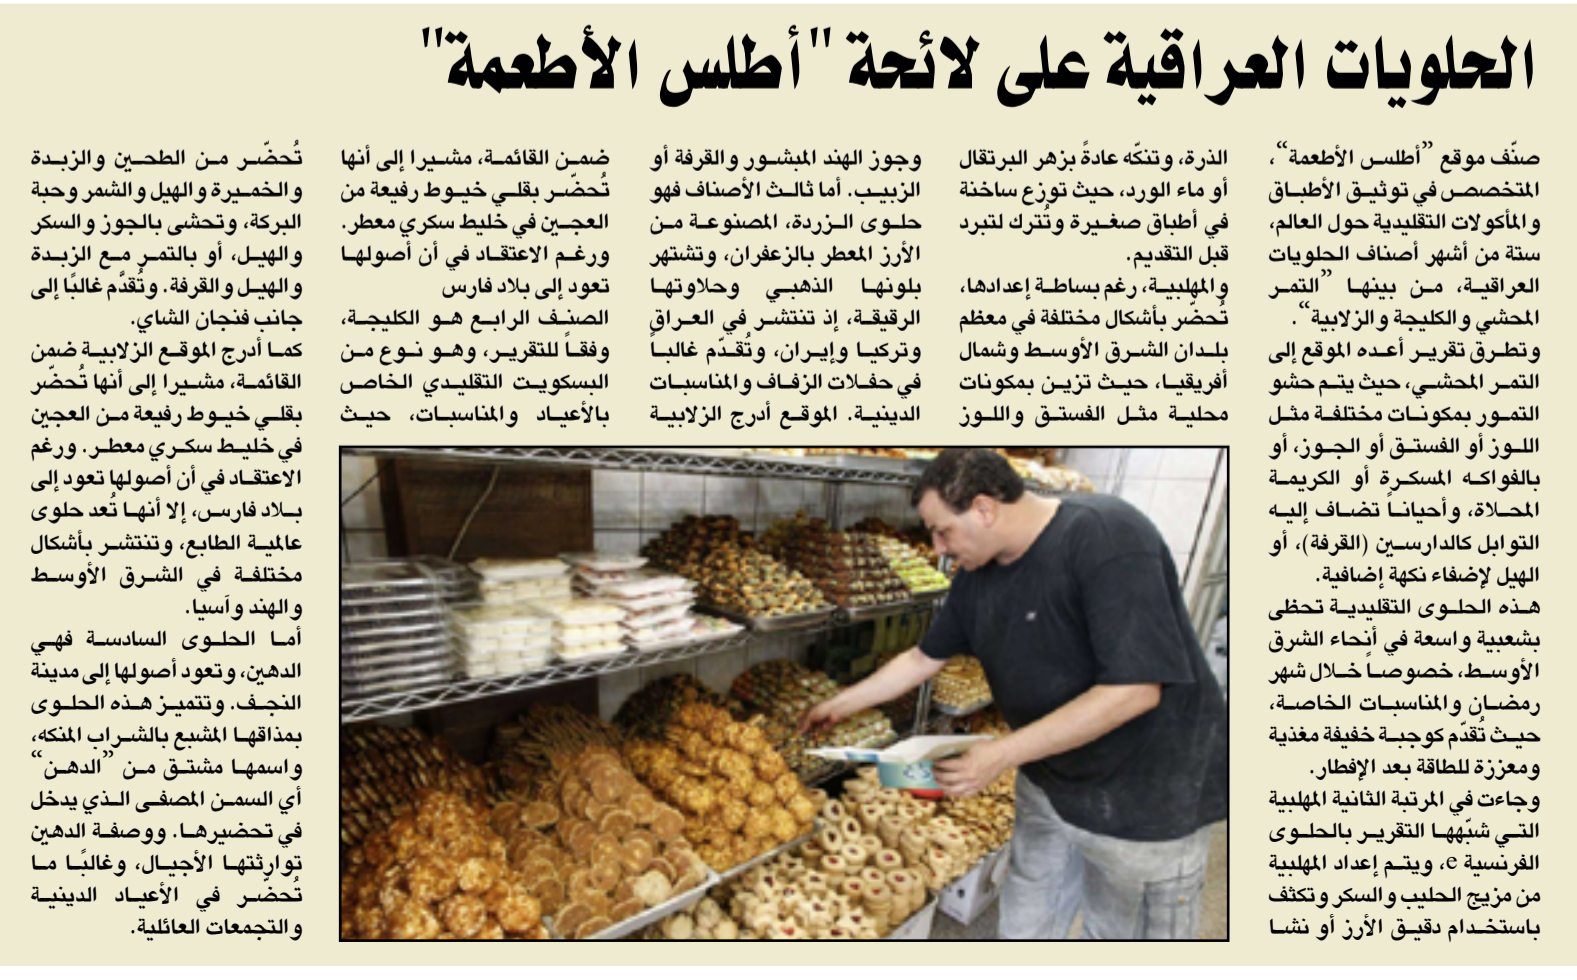 الحلويات العراقية على لائحة "أطلس الأطعمة"
صنّف موقع ”أطلس الأطعمة“،
المتخصص في توثيق الأطباق
والمأكولات التقليدية حول العالم،
ستة من أشهر أصناف الحلويات
العراقية، من بينها ”التمر
المحشي والكليجة والزلابية“.
وتطرق تقرير أعده الموقع إلى
التمر المحشي، حيث يتم حشو
التمور بمكونات مختلفة مثل
اللوز أو الفستق أو الجوز، أو
بالفواكه المسكرة أو الكريمة
المحلاة، وأحياناً تضاف إليه
التوابل كالدارسين (القرفة)، أو
الهيل لإضفاء نكهة إضافية.
هذه الحلوى التقليدية تحظى
بشعبية واسعة في أنحاء الشرق
الأوسط، خصوصاً خلال شهر
رمضان والمناسبات الخاصة،
حيث تُقدّم كوجبة خفيفة مغذية
ومعززة للطاقة بعد الإفطار.
وجاءت في المرتبة الثانية المهلبية
التي شبّهها التقرير بالحلوى
الفرنسية e، ويتم إعداد المهلبية
من مزيج الحليب والسكر وتكثف
باستخدام دقيق الأرز أو نشا
الذرة، وتنكّه عادةً بزهر البرتقال
أو ماء الورد، حيث توزع ساخنة
في أطباق صغيرة وتُترك لتبرد
قبل التقديم.
والمهلبية، رغم بساطة إعدادها،
تُحضّر بأشكال مختلفة في معظم
بلدان الشرق الأوسط وشمال
أفريقيا، حيث تزين بمكونات
محلية مثل الفستق واللوز
وجوز الهند المبشور والقرفة أو
الزبيب. أما ثالث الأصناف فهو
حلوى الزردة، المصنوعة من
الأرز المعطر بالزعفران، وتشتهر
بلونها الذهبي وحلاوتها
الرقيقة، إذ تنتشر في العراق
وتركيا وإيران، وتُقدّم غالباً
في حفلات الزفاف والمناسبات
الدينية. الموقع أدرج الزلابية
ضمن القائمة، مشيرا إلى أنها
تُحضّر بقلي خيوط رفيعة من
العجين في خليط سكري معطر.
ورغم الاعتقاد في أن أصولها
تعود إلى بلاد فارس
الصنف الرابع هو الكليجة،
وفقاً للتقرير، وهو نوع من
البسكويت التقليدي الخاص
بالأعياد والمناسبات، حيث
تُحضّر من الطحين والزبدة
والخميرة والهيل والشمر وحبة
البركة، وتحشى بالجوز والسكر
والهيل، أو بالتمر مع الزبدة
والهيل والقرفة. وتُقدَّم غالبًا إلى
جانب فنجان الشاي.
كما أدرج الموقع الزلابية ضمن
القائمة، مشيرا إلى أنها تُحضّر
بقلي خيوط رفيعة من العجين
في خليط سكري معطر. ورغم
الاعتقاد في أن أصولها تعود إلى
بلاد فارس، إلا أنها تُعد حلوى
عالمية الطابع، وتنتشر بأشكال
مختلفة في الشرق الأوسط
والهند وآسيا.
أما الحلوى السادسة فهي
الدهين، وتعود أصولها إلى مدينة
النجف. وتتميز هذه الحلوى
بمذاقها المشبع بالشراب المنكه،
واسمها مشتق من ”الدهن“
أي السمن المصفى الذي يدخل
في تحضيرها. ووصفة الدهين
توارثتها الأجيال، وغالبًا ما
تُحضّر في الأعياد الدينية
والتجمعات العائلية.